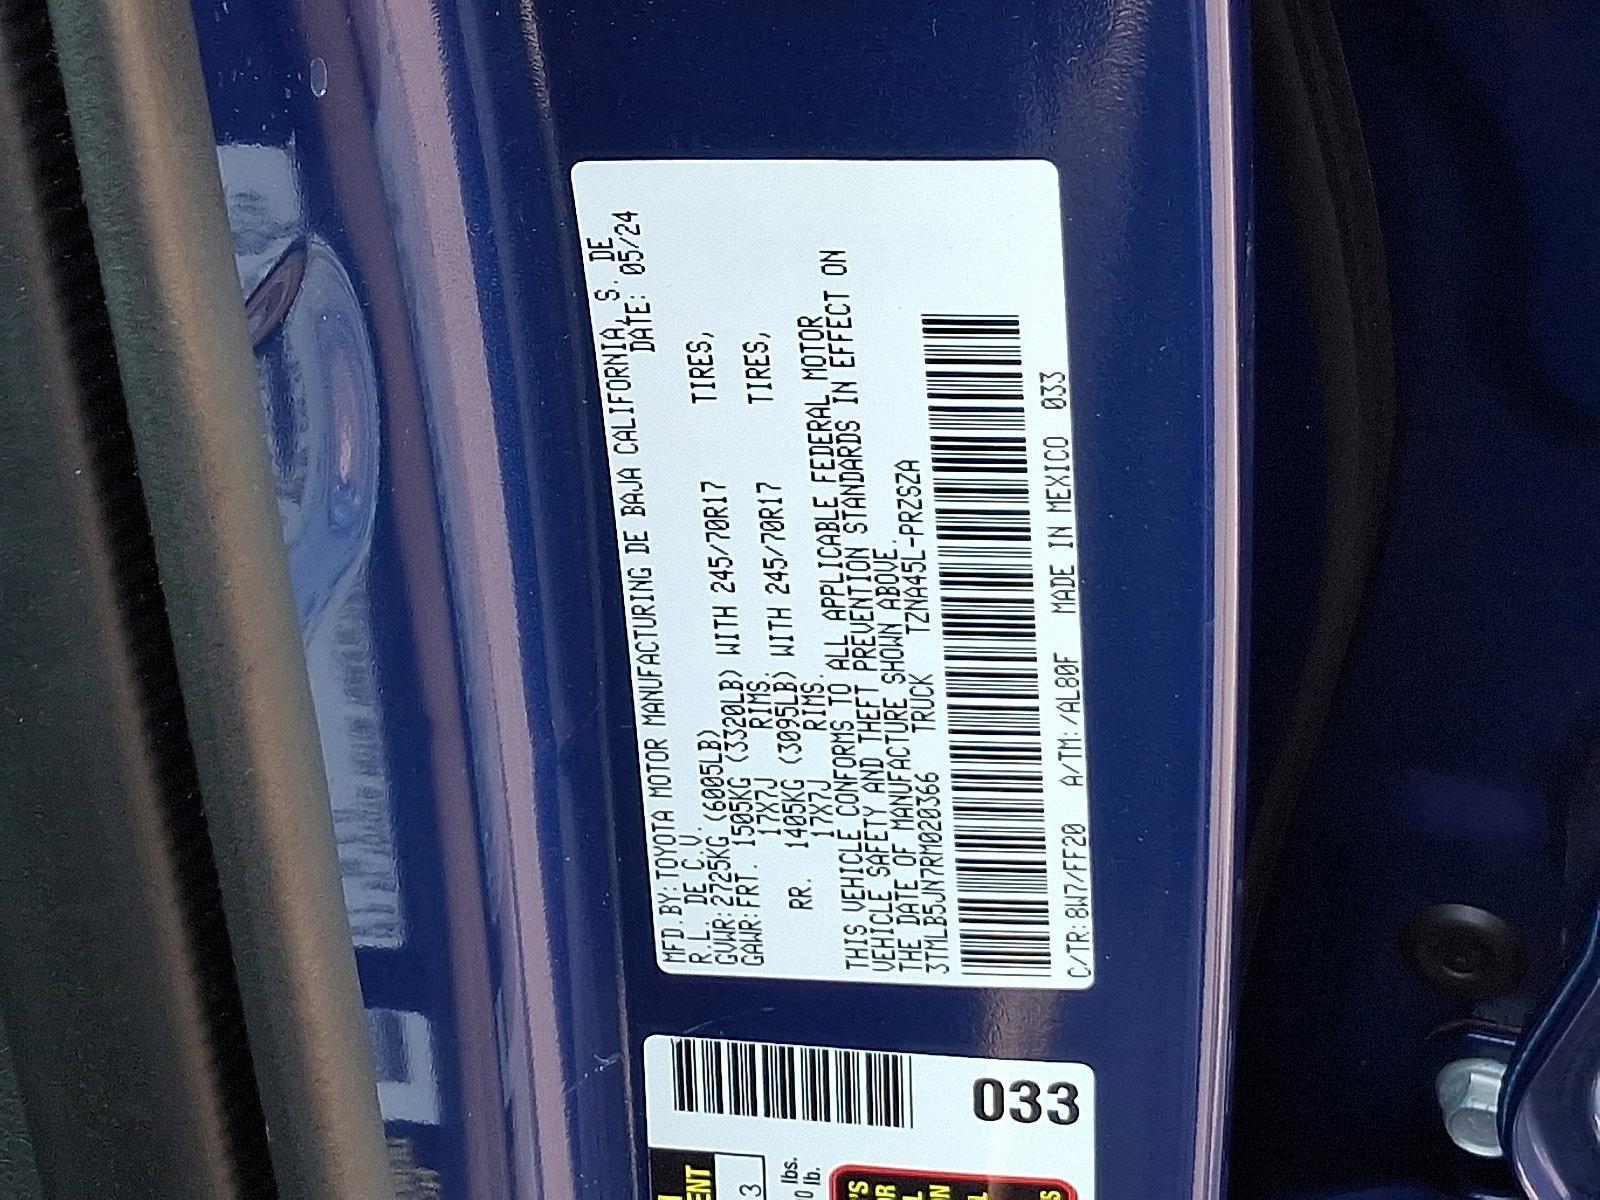 MFD.BY:TOYOTA MOTOR MANUFACTURING DE BAJA CALIFORNIA, S. DE
R.L. DE C.V. DATE: 05/24
GVWR:2725KG (6005LB)
GAWR:FRT. 1505KG (3320LB) WITH 245/70R17 TIRES,
17X7J RIMS.
RR. 1405KG (3095LB) WITH 245/70R17 TIRES,
17X7J RIMS.
THIS VEHICLE CONFORMS TO ALL APPLICABLE FEDERAL MOTOR
VEHICLE SAFETY AND THEFT PREVENTION STANDARDS IN EFFECT ON
THE DATE OF MANUFACTURE SHOWN ABOVE.
3TMLB5JN7RM020366 TRUCK TZNA45L-PRZSZA
C/TR:8W7/FF20 A/TM:/AL80F MADE IN MEXICO 033
033
lbs.
lb.